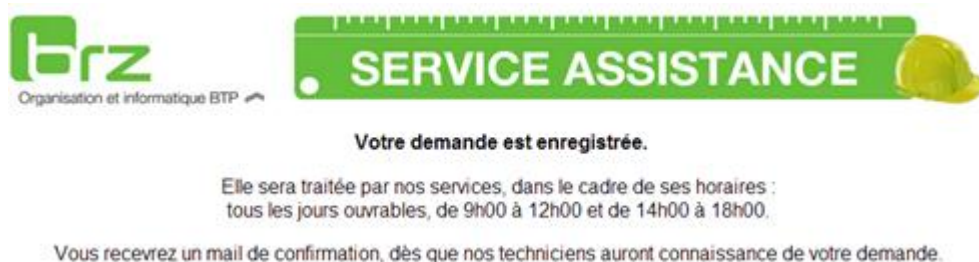 brz
Organisation et informatique BTP
SERVICE ASSISTANCE
Votre demande est enregistrée.
Elle sera traitée par nos services, dans le cadre de ses horaires :
tous les jours ouvrables, de 9h00 à 12h00 et de 14h00 à 18h00.
Vous recevrez un mail de confirmation, dès que nos techniciens auront connaissance de votre demande.